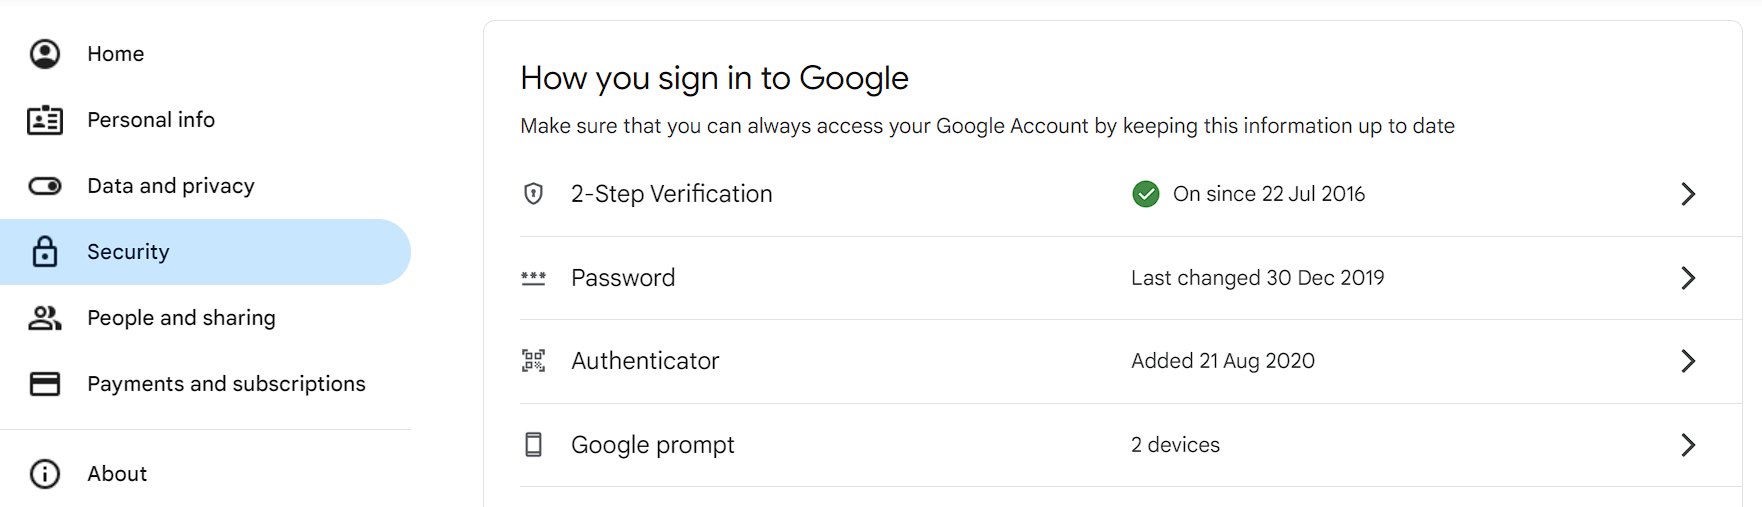 Home
Personal info
Data and privacy
Security
People and sharing
Payments and subscriptions
About
How you sign in to Google
Make sure that you can always access your Google Account by keeping this information up to date
2-Step Verification On since 22 Jul 2016
Password Last changed 30 Dec 2019
Authenticator Added 21 Aug 2020
Google prompt 2 devices